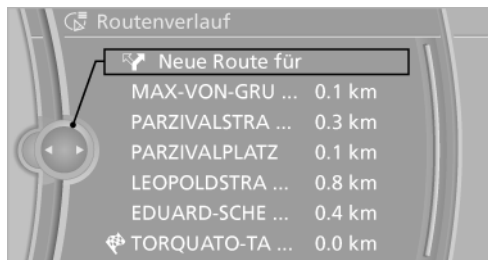 Routenverlauf
Neue Route für
MAX-VON-GRU ... 0.1 km
PARZIVALSTRA ... 0.3 km
PARZIVALPLATZ 0.1 km
LEOPOLDSTRA ... 0.8 km
EDUARD-SCHE ... 0.4 km
TORQUATO-TA ... 0.0 km